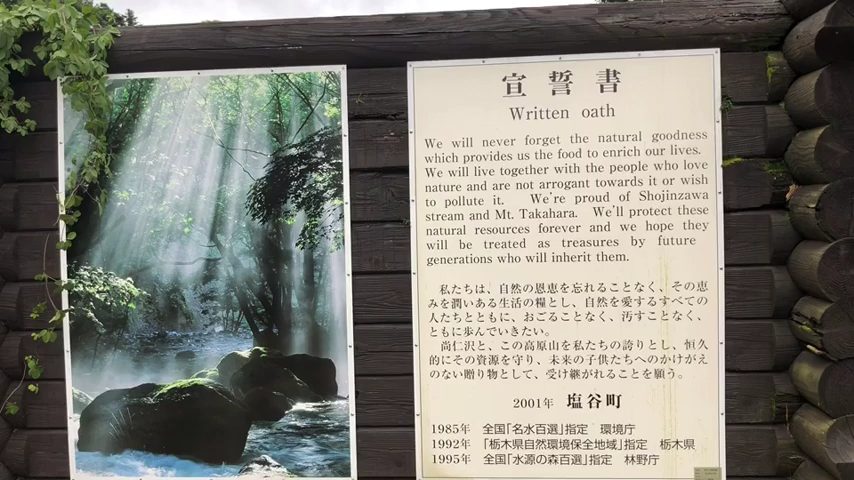 宣誓書
Written oath
We will never forget the natural goodness
which provides us the food to enrich our lives.
We will live together with the people who love
nature and are not arrogant towards it or wish
to pollute it. We're proud of Shojinzawa
stream and Mt. Takahara. We'll protect these
natural resources forever and we hope they
will be treated as treasures by future
generations who will inherit them.
私たちは、自然の恩恵を忘れることなく、その恵
みを潤いある生活の糧とし、自然を愛するすべての
人たちとともに、おごることなく、汚すことなく、
ともに歩んでいきたい。
尚仁沢と、この高原山を私たちの誇りとし、恒久
的にその資源を守り、未来の子供たちへのかけがえ
のない贈り物として、受け継がれることを願う。
2001年 塩谷町
1985年 全国「名水百選」指定 環境庁
1992年 「栃木県自然環境保全地域」指定 栃木県
1995年 全国「水源の森百選」指定 林野庁